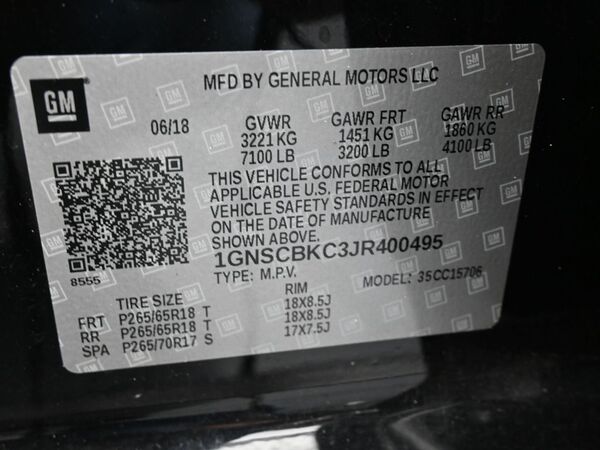 GM
MFD BY GENERAL MOTORS LLC
06/18 GVWR GAWR FRT GAWR RR
3221 KG 1451 KG 1860 KG
7100 LB 3200 LB 4100 LB
THIS VEHICLE CONFORMS TO ALL
APPLICABLE U.S. FEDERAL MOTOR
VEHICLE SAFETY STANDARDS IN EFFECT
ON THE DATE OF MANUFACTURE
SHOWN ABOVE.
1GNSCBKC3JR400495
8555 TYPE: M.P.V. MODEL: 35CC15706
TIRE SIZE RIM
FRT P265/65R18 T 18X8.5J
RR P265/65R18 T 18X8.5J
SPA P265/70R17 S 17X7.5J